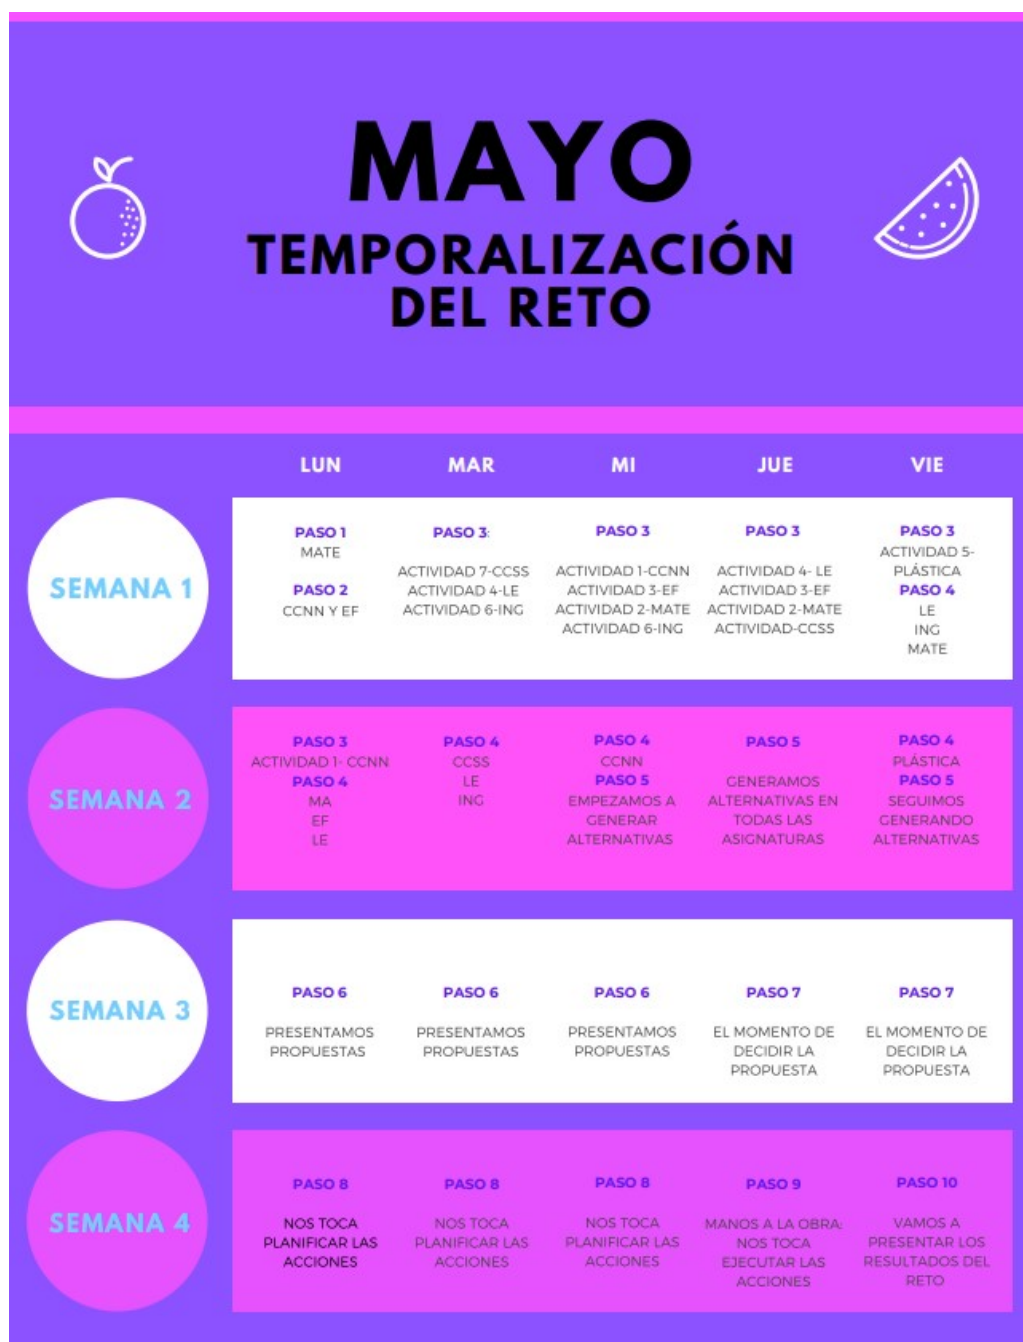 MAYO
TEMPORALIZACIÓN
DEL RETO
LUN
MAR
MI
JUE
VIE
SEMANA 1
PASO 1
MATE
PASO 2
CCNN Y EF
PASO 3:
ACTIVIDAD 7-CCSS
ACTIVIDAD 4-LE
ACTIVIDAD 6-ING
PASO 3
ACTIVIDAD 1-CCNN
ACTIVIDAD 3-EF
ACTIVIDAD 2-MATE
ACTIVIDAD 6-ING
PASO 3
ACTIVIDAD 4- LE
ACTIVIDAD 3-EF
ACTIVIDAD 2-MATE
ACTIVIDAD-CCSS
PASO 3
ACTIVIDAD 5-
PLÁSTICA
PASO 4
LE
ING
MATE
SEMANA 2
PASO 3
ACTIVIDAD 1- CCNN
PASO 4
MA
EF
LE
PASO 4
CCSS
LE
ING
PASO 4
CCNN
PASO 5
EMPEZAMOS A
GENERAR
ALTERNATIVAS
PASO 5
GENERAMOS
ALTERNATIVAS EN
TODAS LAS
ASIGNATURAS
PASO 4
PLÁSTICA
PASO 5
SEGUIMOS
GENERANDO
ALTERNATIVAS
SEMANA 3
PASO 6
PRESENTAMOS
PROPUESTAS
PASO 6
PRESENTAMOS
PROPUESTAS
PASO 6
PRESENTAMOS
PROPUESTAS
PASO 7
EL MOMENTO DE
DECIDIR LA
PROPUESTA
PASO 7
EL MOMENTO DE
DECIDIR LA
PROPUESTA
SEMANA 4
PASO 8
NOS TOCA
PLANIFICAR LAS
ACCIONES
PASO 8
NOS TOCA
PLANIFICAR LAS
ACCIONES
PASO 8
NOS TOCA
PLANIFICAR LAS
ACCIONES
PASO 9
MANOS A LA OBRA:
NOS TOCA
EJECUTAR LAS
ACCIONES
PASO 10
VAMOS A
PRESENTAR LOS
RESULTADOS DEL
RETO